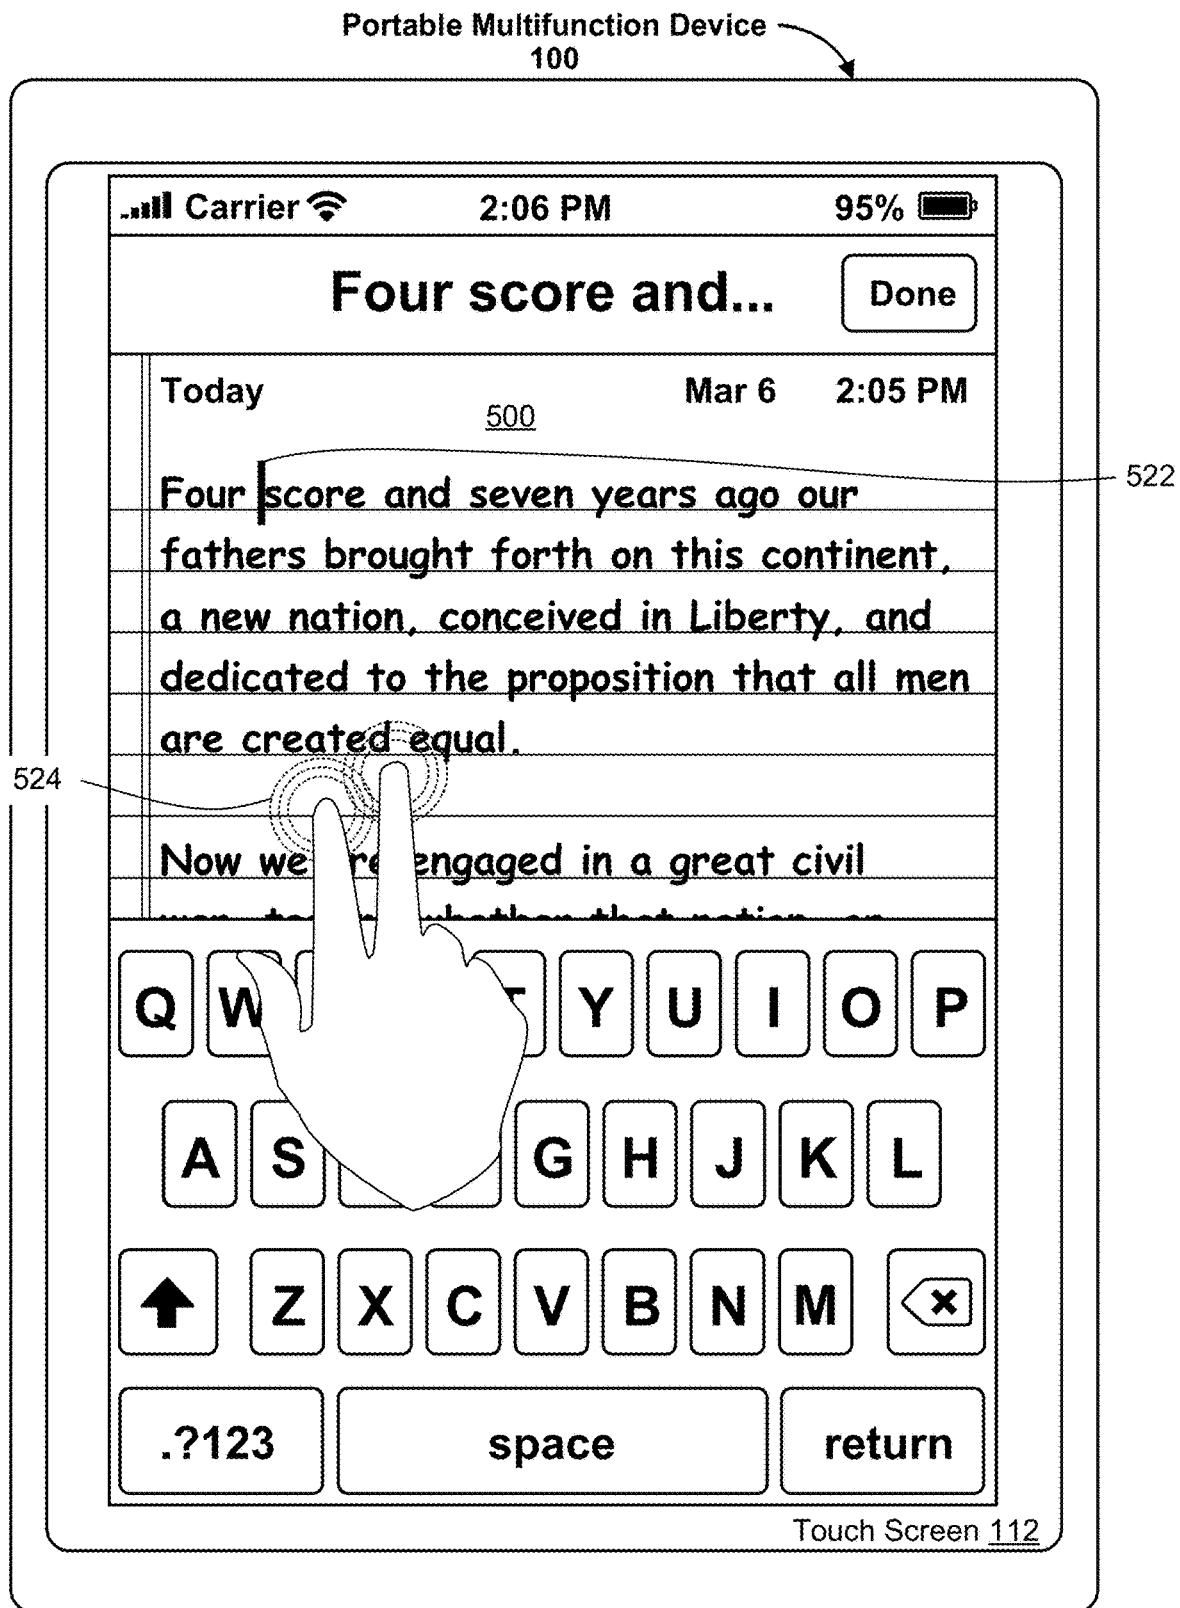 Portable Multifunction Device
100
Carrier 2:06 PM 95%
Four score and... Done
Today Mar 6 2:05 PM
500
522
Four score and seven years ago our
fathers brought forth on this continent,
a new nation, conceived in Liberty, and
dedicated to the proposition that all men
are created equal.
524
Now we engaged in a great civil
that nation
Q W T Y U I O P
A S G H J K L
Z X C V B N M
.?123 space return
Touch Screen 112